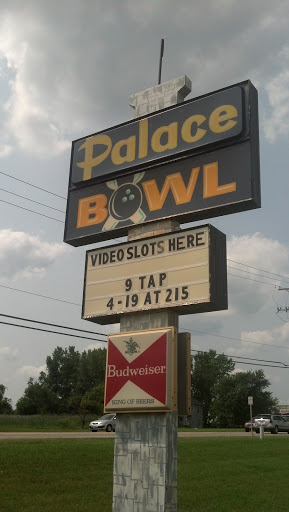 Palace
BOWL
VIDEO SLOTS HERE
9 TAP
4-19 AT 215
Budweiser
KING OF BEERS